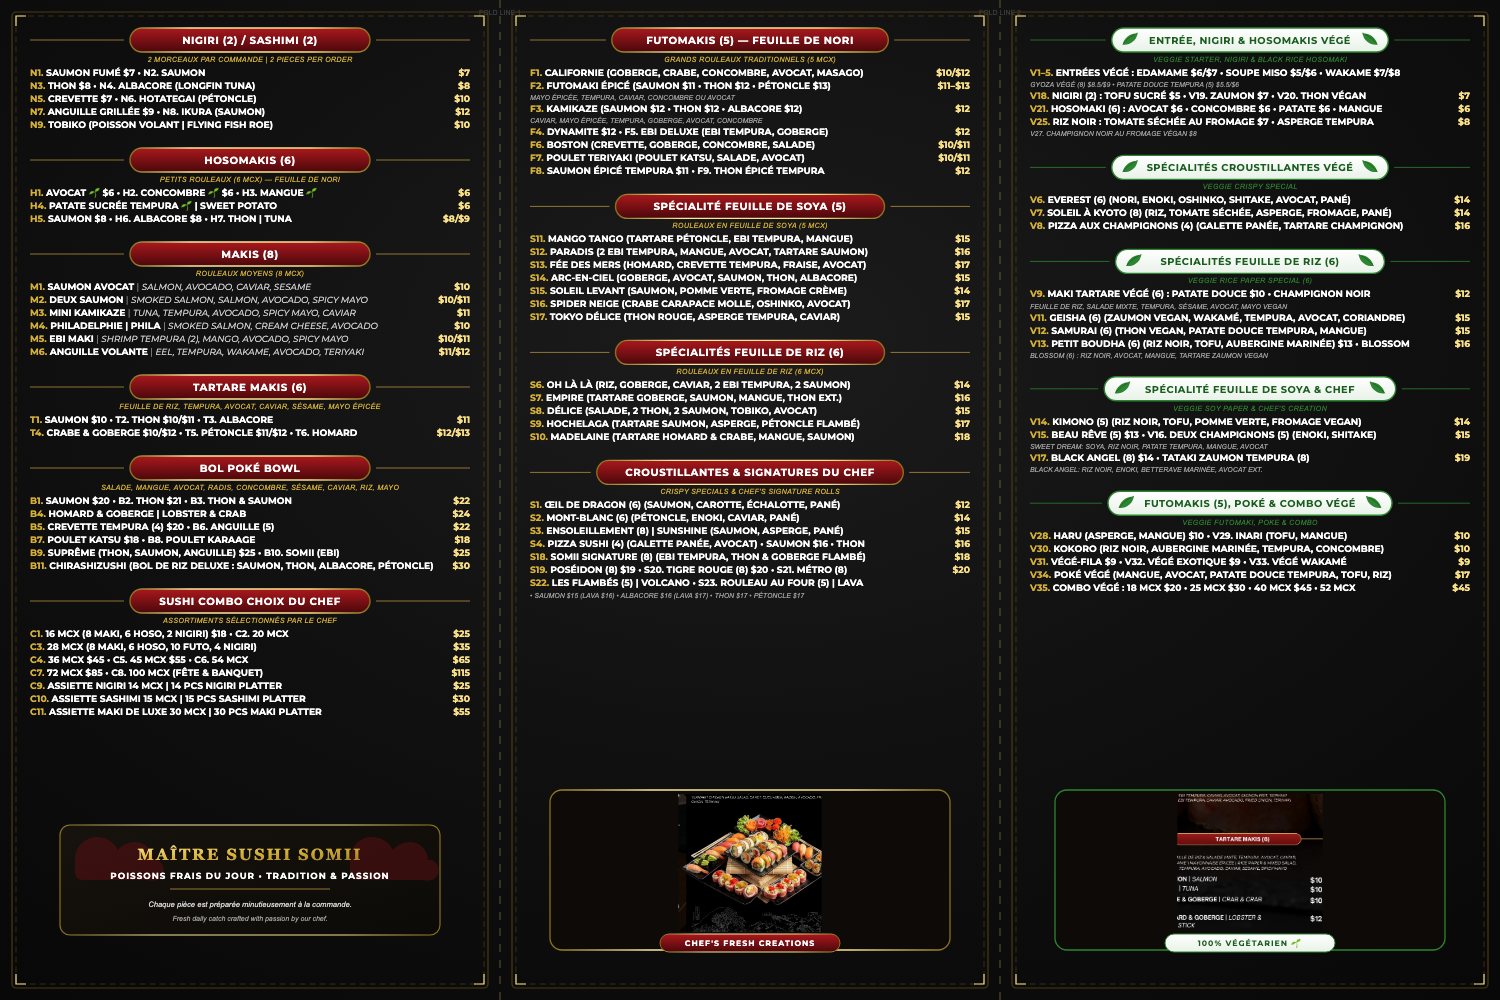 FOLD LINE 1
FOLD LINE 2
NIGIRI (2) / SASHIMI (2)
2 MORCEAUX PAR COMMANDE | 2 PIECES PER ORDER
N1. SAUMON FUMÉ $7 • N2. SAUMON $7
N3. THON $8 • N4. ALBACORE (LONGFIN TUNA) $8
N5. CREVETTE $7 • N6. HOTATEGAI (PÉTONCLE) $10
N7. ANGUILLE GRILLÉE $9 • N8. IKURA (SAUMON) $12
N9. TOBIKO (POISSON VOLANT | FLYING FISH ROE) $10
HOSOMAKIS (6)
PETITS ROULEAUX (6 MCX) — FEUILLE DE NORI
H1. AVOCAT 🌱 $6 • H2. CONCOMBRE 🌱 $6 • H3. MANGUE 🌱 $6
H4. PATATE SUCRÉE TEMPURA 🌱 | SWEET POTATO $6
H5. SAUMON $8 • H6. ALBACORE $8 • H7. THON | TUNA $8/$9
MAKIS (8)
ROULEAUX MOYENS (8 MCX)
M1. SAUMON AVOCAT | SALMON, AVOCADO, CAVIAR, SESAME $10
M2. DEUX SAUMON | SMOKED SALMON, SALMON, AVOCADO, SPICY MAYO $10/$11
M3. MINI KAMIKAZE | TUNA, TEMPURA, AVOCADO, SPICY MAYO, CAVIAR $11
M4. PHILADELPHIE | PHILA | SMOKED SALMON, CREAM CHEESE, AVOCADO $10
M5. EBI MAKI | SHRIMP TEMPURA (2), MANGO, AVOCADO, SPICY MAYO $10/$11
M6. ANGUILLE VOLANTE | EEL, TEMPURA, WAKAME, AVOCADO, TERIYAKI $11/$12
TARTARE MAKIS (6)
FEUILLE DE RIZ, TEMPURA, AVOCAT, CAVIAR, SÉSAME, MAYO ÉPICÉE
T1. SAUMON $10 • T2. THON $10/$11 • T3. ALBACORE $11
T4. CRABE & GOBERGE $10/$12 • T5. PÉTONCLE $11/$12 • T6. HOMARD $12/$13
BOL POKÉ BOWL
SALADE, MANGUE, AVOCAT, RADIS, CONCOMBRE, SÉSAME, CAVIAR, RIZ, MAYO
B1. SAUMON $20 • B2. THON $21 • B3. THON & SAUMON $22
B4. HOMARD & GOBERGE | LOBSTER & CRAB $24
B5. CREVETTE TEMPURA (4) $20 • B6. ANGUILLE (5) $22
B7. POULET KATSU $18 • B8. POULET KARAAGE $18
B9. SUPRÊME (THON, SAUMON, ANGUILLE) $25 • B10. SOMII (EBI) $25
B11. CHIRASHIZUSHI (BOL DE RIZ DELUXE : SAUMON, THON, ALBACORE, PÉTONCLE) $30
SUSHI COMBO CHOIX DU CHEF
ASSORTIMENTS SÉLECTIONNÉS PAR LE CHEF
C1. 16 MCX (8 MAKI, 6 HOSO, 2 NIGIRI) $18 • C2. 20 MCX $25
C3. 28 MCX (8 MAKI, 6 HOSO, 10 FUTO, 4 NIGIRI) $35
C4. 36 MCX $45 • C5. 45 MCX $55 • C6. 54 MCX $65
C7. 72 MCX $85 • C8. 100 MCX (FÊTE & BANQUET) $115
C9. ASSIETTE NIGIRI 14 MCX | 14 PCS NIGIRI PLATTER $25
C10. ASSIETTE SASHIMI 15 MCX | 15 PCS SASHIMI PLATTER $30
C11. ASSIETTE MAKI DE LUXE 30 MCX | 30 PCS MAKI PLATTER $55
MAÎTRE SUSHI SOMII
POISSONS FRAIS DU JOUR • TRADITION & PASSION
Chaque pièce est préparée minutieusement à la commande.
Fresh daily catch crafted with passion by our chef.
FUTOMAKIS (5) — FEUILLE DE NORI
GRANDS ROULEAUX TRADITIONNELS (5 MCX)
F1. CALIFORNIE (GOBERGE, CRABE, CONCOMBRE, AVOCAT, MASAGO) $10/$12
F2. FUTOMAKI ÉPICÉ (SAUMON $11 • THON $12 • PÉTONCLE $13) $11–$13
MAYO ÉPICÉE, TEMPURA, CAVIAR, CONCOMBRE OU AVOCAT
F3. KAMIKAZE (SAUMON $12 • THON $12 • ALBACORE $12) $12
CAVIAR, MAYO ÉPICÉE, TEMPURA, GOBERGE, AVOCAT, CONCOMBRE
F4. DYNAMITE $12 • F5. EBI DELUXE (EBI TEMPURA, GOBERGE) $12
F6. BOSTON (CREVETTE, GOBERGE, CONCOMBRE, SALADE) $10/$11
F7. POULET TERIYAKI (POULET KATSU, SALADE, AVOCAT) $10/$11
F8. SAUMON ÉPICÉ TEMPURA $11 • F9. THON ÉPICÉ TEMPURA $12
SPÉCIALITÉ FEUILLE DE SOYA (5)
ROULEAUX EN FEUILLE DE SOYA (5 MCX)
S11. MANGO TANGO (TARTARE PÉTONCLE, EBI TEMPURA, MANGUE) $15
S12. PARADIS (2 EBI TEMPURA, MANGUE, AVOCAT, TARTARE SAUMON) $16
S13. FÉE DES MERS (HOMARD, CREVETTE TEMPURA, FRAISE, AVOCAT) $17
S14. ARC-EN-CIEL (GOBERGE, AVOCAT, SAUMON, THON, ALBACORE) $15
S15. SOLEIL LEVANT (SAUMON, POMME VERTE, FROMAGE CRÈME) $14
S16. SPIDER NEIGE (CRABE CARAPACE MOLLE, OSHINKO, AVOCAT) $17
S17. TOKYO DÉLICE (THON ROUGE, ASPERGE TEMPURA, CAVIAR) $15
SPÉCIALITÉS FEUILLE DE RIZ (6)
ROULEAUX EN FEUILLE DE RIZ (6 MCX)
S6. OH LÀ LÀ (RIZ, GOBERGE, CAVIAR, 2 EBI TEMPURA, 2 SAUMON) $14
S7. EMPIRE (TARTARE GOBERGE, SAUMON, MANGUE, THON EXT.) $16
S8. DÉLICE (SALADE, 2 THON, 2 SAUMON, TOBIKO, AVOCAT) $15
S9. HOCHELAGA (TARTARE SAUMON, ASPERGE, PÉTONCLE FLAMBÉ) $17
S10. MADELAINE (TARTARE HOMARD & CRABE, MANGUE, SAUMON) $18
CROUSTILLANTES & SIGNATURES DU CHEF
CRISPY SPECIALS & CHEF'S SIGNATURE ROLLS
S1. ŒIL DE DRAGON (6) (SAUMON, CAROTTE, ÉCHALOTTE, PANÉ) $12
S2. MONT-BLANC (6) (PÉTONCLE, ENOKI, CAVIAR, PANÉ) $14
S3. ENSOLEILLEMENT (8) | SUNSHINE (SAUMON, ASPERGE, PANÉ) $15
S4. PIZZA SUSHI (4) (GALETTE PANÉE, AVOCAT) • SAUMON $16 • THON $16
S18. SOMII SIGNATURE (8) (EBI TEMPURA, THON & GOBERGE FLAMBÉ) $18
S19. POSÉIDON (8) $19 • S20. TIGRE ROUGE (8) $20 • S21. MÉTRO (8) $20
S22. LES FLAMBÉS (5) | VOLCANO • S23. ROULEAU AU FOUR (5) | LAVA
• SAUMON $15 (LAVA $16) • ALBACORE $16 (LAVA $17) • THON $17 • PÉTONCLE $17
CHEF'S FRESH CREATIONS
ENTRÉE, NIGIRI & HOSOMAKIS VÉGÉ
VEGGIE STARTER, NIGIRI & BLACK RICE HOSOMAKI
V1–5. ENTRÉES VÉGÉ : EDAMAME $6/$7 • SOUPE MISO $5/$6 • WAKAME $7/$8
GYOZA VÉGÉ (8) $8.5/$9 • PATATE DOUCE TEMPURA (5) $5.5/$6
V18. NIGIRI (2) : TOFU SUCRÉ $5 • V19. ZAUMON $7 • V20. THON VÉGAN $7
V21. HOSOMAKI (6) : AVOCAT $6 • CONCOMBRE $6 • PATATE $6 • MANGUE $6
V25. RIZ NOIR : TOMATE SÉCHÉE AU FROMAGE $7 • ASPERGE TEMPURA $8
V27. CHAMPIGNON NOIR AU FROMAGE VÉGAN $8
SPÉCIALITÉS CROUSTILLANTES VÉGÉ
VEGGIE CRISPY SPECIAL
V6. EVEREST (6) (NORI, ENOKI, OSHINKO, SHITAKE, AVOCAT, PANÉ) $14
V7. SOLEIL À KYOTO (8) (RIZ, TOMATE SÉCHÉE, ASPERGE, FROMAGE, PANÉ) $14
V8. PIZZA AUX CHAMPIGNONS (4) (GALETTE PANÉE, TARTARE CHAMPIGNON) $16
SPÉCIALITÉS FEUILLE DE RIZ (6)
VEGGIE RICE PAPER SPECIAL (6)
V9. MAKI TARTARE VÉGÉ (6) : PATATE DOUCE $10 • CHAMPIGNON NOIR $12
FEUILLE DE RIZ, SALADE MIXTE, TEMPURA, SÉSAME, AVOCAT, MAYO VEGAN
V11. GEISHA (6) (ZAUMON VEGAN, WAKAMÉ, TEMPURA, AVOCAT, CORIANDRE) $15
V12. SAMURAI (6) (THON VEGAN, PATATE DOUCE TEMPURA, MANGUE) $15
V13. PETIT BOUDHA (6) (RIZ NOIR, TOFU, AUBERGINE MARINÉE) $13 • BLOSSOM $16
BLOSSOM (6) : RIZ NOIR, AVOCAT, MANGUE, TARTARE ZAUMON VEGAN
SPÉCIALITÉ FEUILLE DE SOYA & CHEF
VEGGIE SOY PAPER & CHEF'S CREATION
V14. KIMONO (5) (RIZ NOIR, TOFU, POMME VERTE, FROMAGE VEGAN) $14
V15. BEAU RÊVE (5) $13 • V16. DEUX CHAMPIGNONS (5) (ENOKI, SHITAKE) $15
SWEET DREAM: SOYA, RIZ NOIR, PATATE TEMPURA, MANGUE, AVOCAT
V17. BLACK ANGEL (8) $14 • TATAKI ZAUMON TEMPURA (8) $19
BLACK ANGEL: RIZ NOIR, ENOKI, BETTERAVE MARINÉE, AVOCAT EXT.
FUTOMAKIS (5), POKÉ & COMBO VÉGÉ
VEGGIE FUTOMAKI, POKE & COMBO
V28. HARU (ASPERGE, MANGUE) $10 • V29. INARI (TOFU, MANGUE) $10
V30. KOKORO (RIZ NOIR, AUBERGINE MARINÉE, TEMPURA, CONCOMBRE) $10
V31. VÉGÉ-FILA $9 • V32. VÉGÉ EXOTIQUE $9 • V33. VÉGÉ WAKAMÉ $9
V34. POKÉ VÉGÉ (MANGUE, AVOCAT, PATATE DOUCE TEMPURA, TOFU, RIZ) $17
V35. COMBO VÉGÉ : 18 MCX $20 • 25 MCX $30 • 40 MCX $45 • 52 MCX $45
TARTARE MAKIS (8)
ON | SALMON $10
| TUNA $10
E & GOBERGE | CRAB & CRAB $10
RD & GOBERGE | LOBSTER & $12
STICK
100% VÉGÉTARIEN 🌱